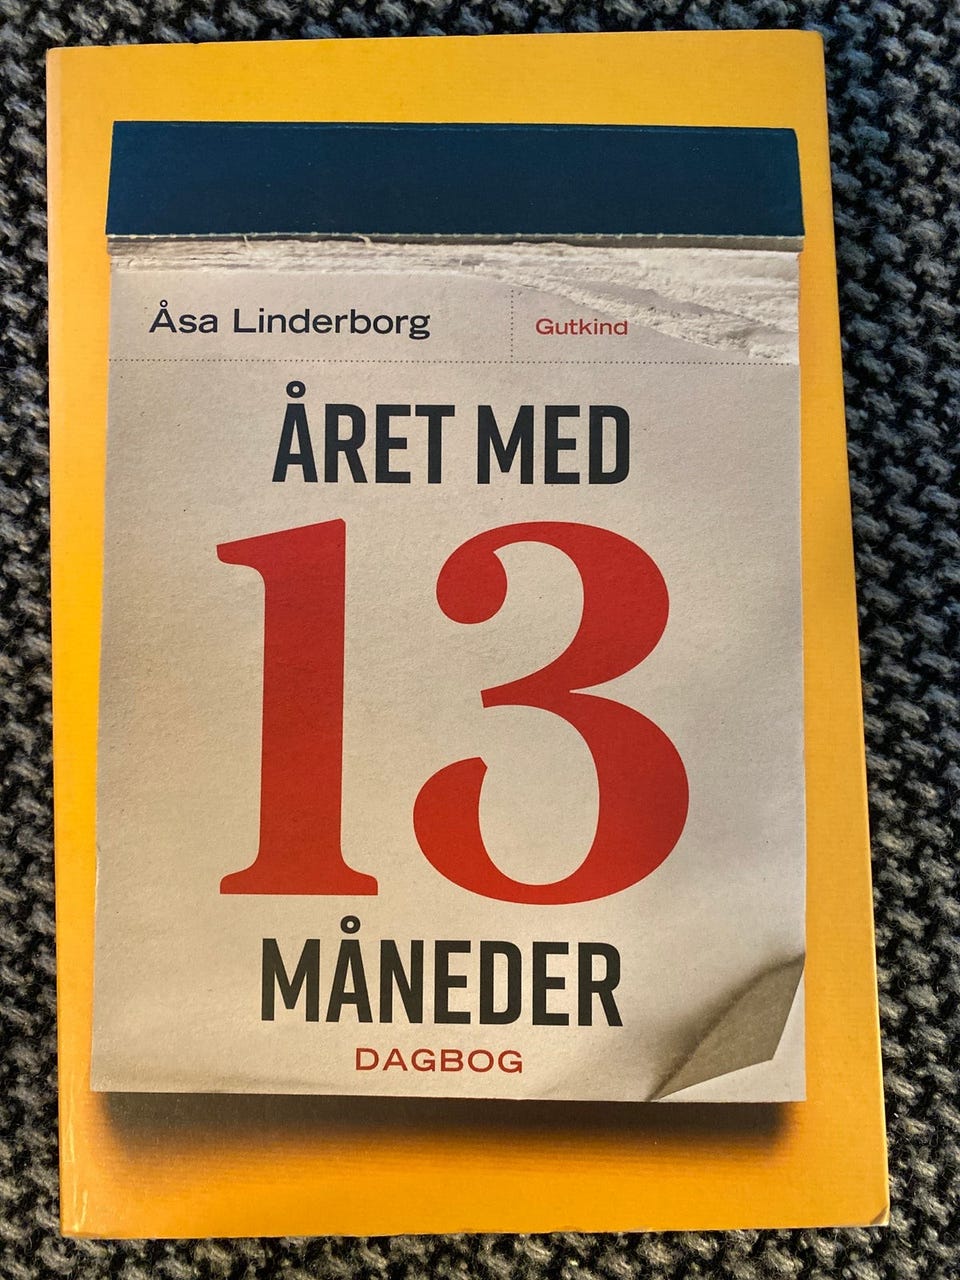 Åsa Linderborg
Gutkind
ÅRET MED
13
MÅNEDER
DAGBOG